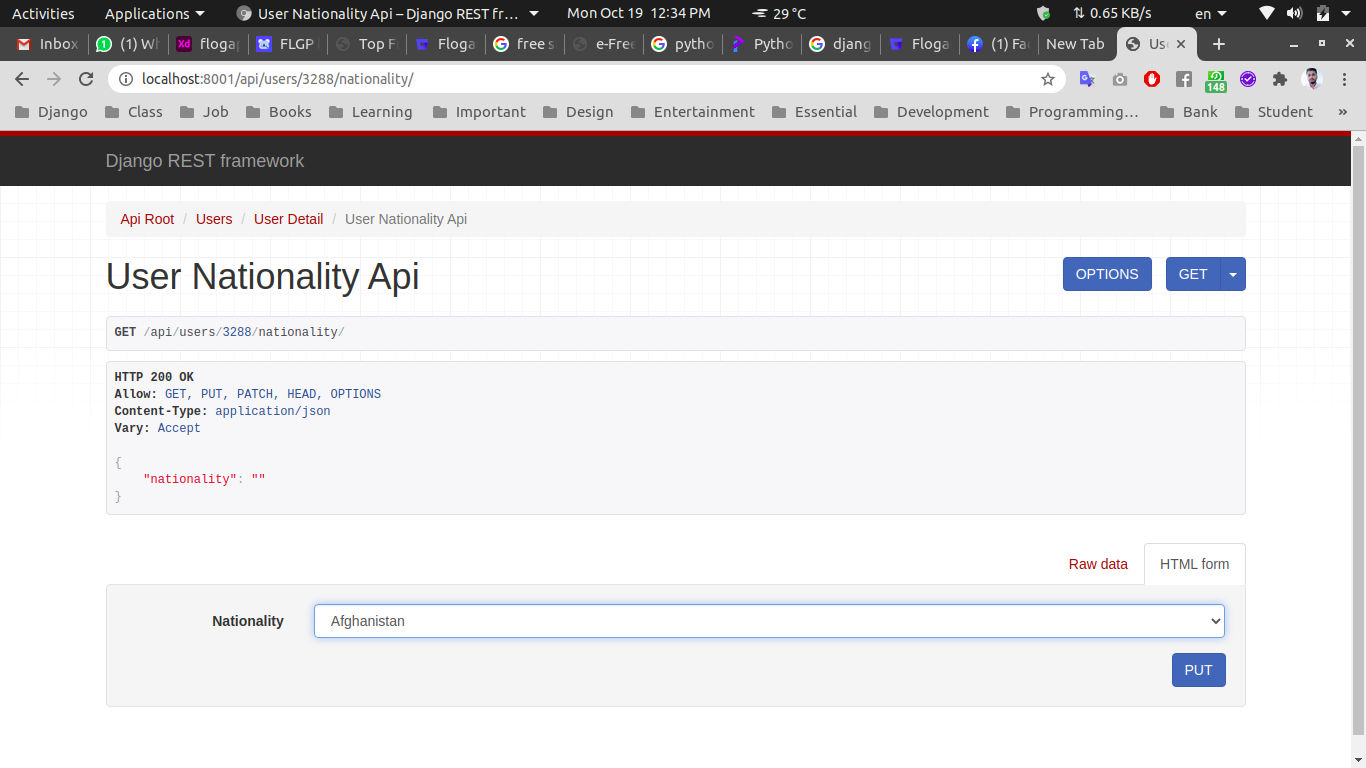 Activities Applications User Nationality Api – Django REST fr… Mon Oct 19 12:34 PM 29 °C 0.65 KB/s en
Inbox (1) Wh Xd floga FLGP Top F Floga free s e-Free pytho Pytho djang Floga (1) Fa New Tab Us
localhost:8001/api/users/3288/nationality/ 148
Django Class Job Books Learning Important Design Entertainment Essential Development Programming… Bank Student »
Django REST framework
Api Root / Users / User Detail / User Nationality Api
User Nationality Api OPTIONS GET
GET /api/users/3288/nationality/
HTTP 200 OK
Allow: GET, PUT, PATCH, HEAD, OPTIONS
Content-Type: application/json
Vary: Accept
{
"nationality": ""
}
Raw data HTML form
Nationality Afghanistan
PUT